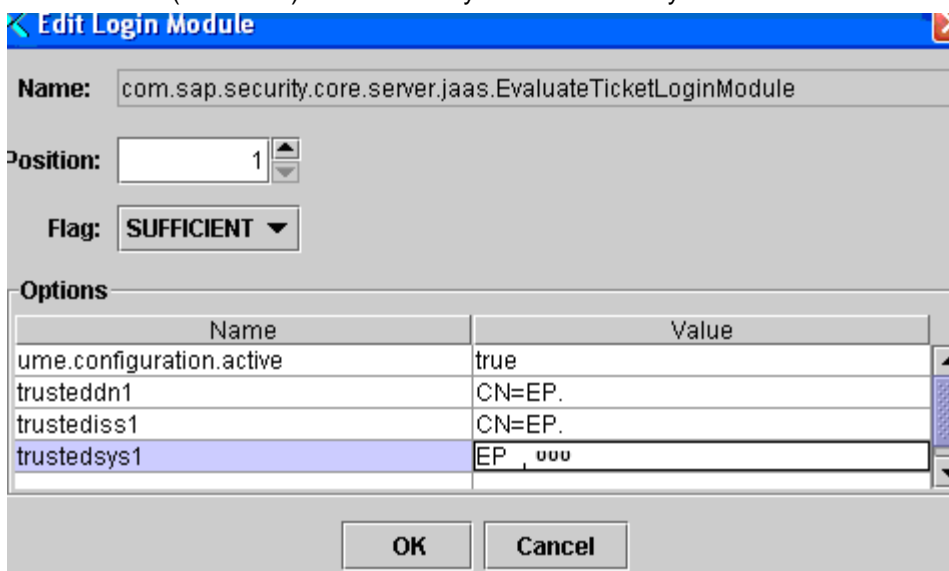 Edit Login Module
Name: com.sap.security.core.server.jaas.EvaluateTicketLoginModule
Position: 1
Flag: SUFFICIENT
Options
Name Value
ume.configuration.active true
trusteddn1 CN=EP.
trustediss1 CN=EP.
trustedsys1 EP , 000
OK Cancel